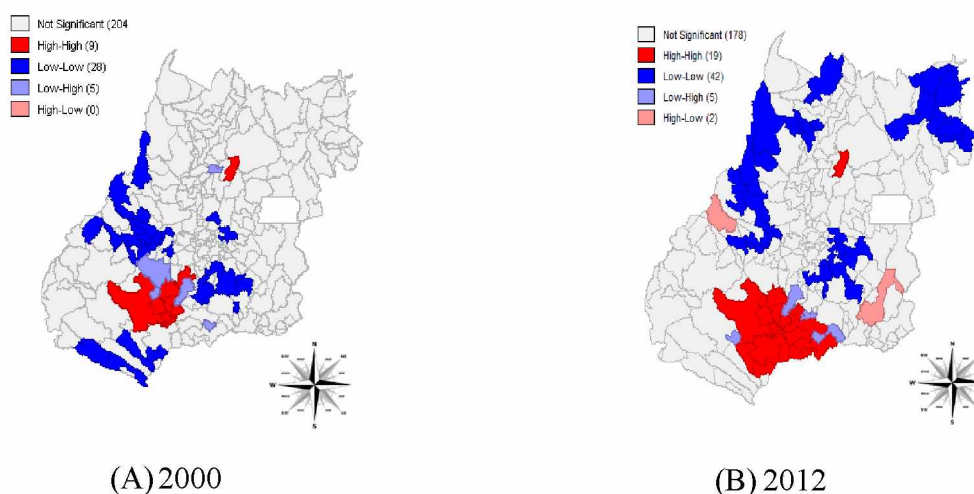 Not Significant (204
High-High (9)
Low-Low (28)
Low-High (5)
High-Low (0)
N
W
E
S
(A) 2000
Not Significant (178)
High-High (19)
Low-Low (42)
Low-High (5)
High-Low (2)
N
W
E
S
(B) 2012